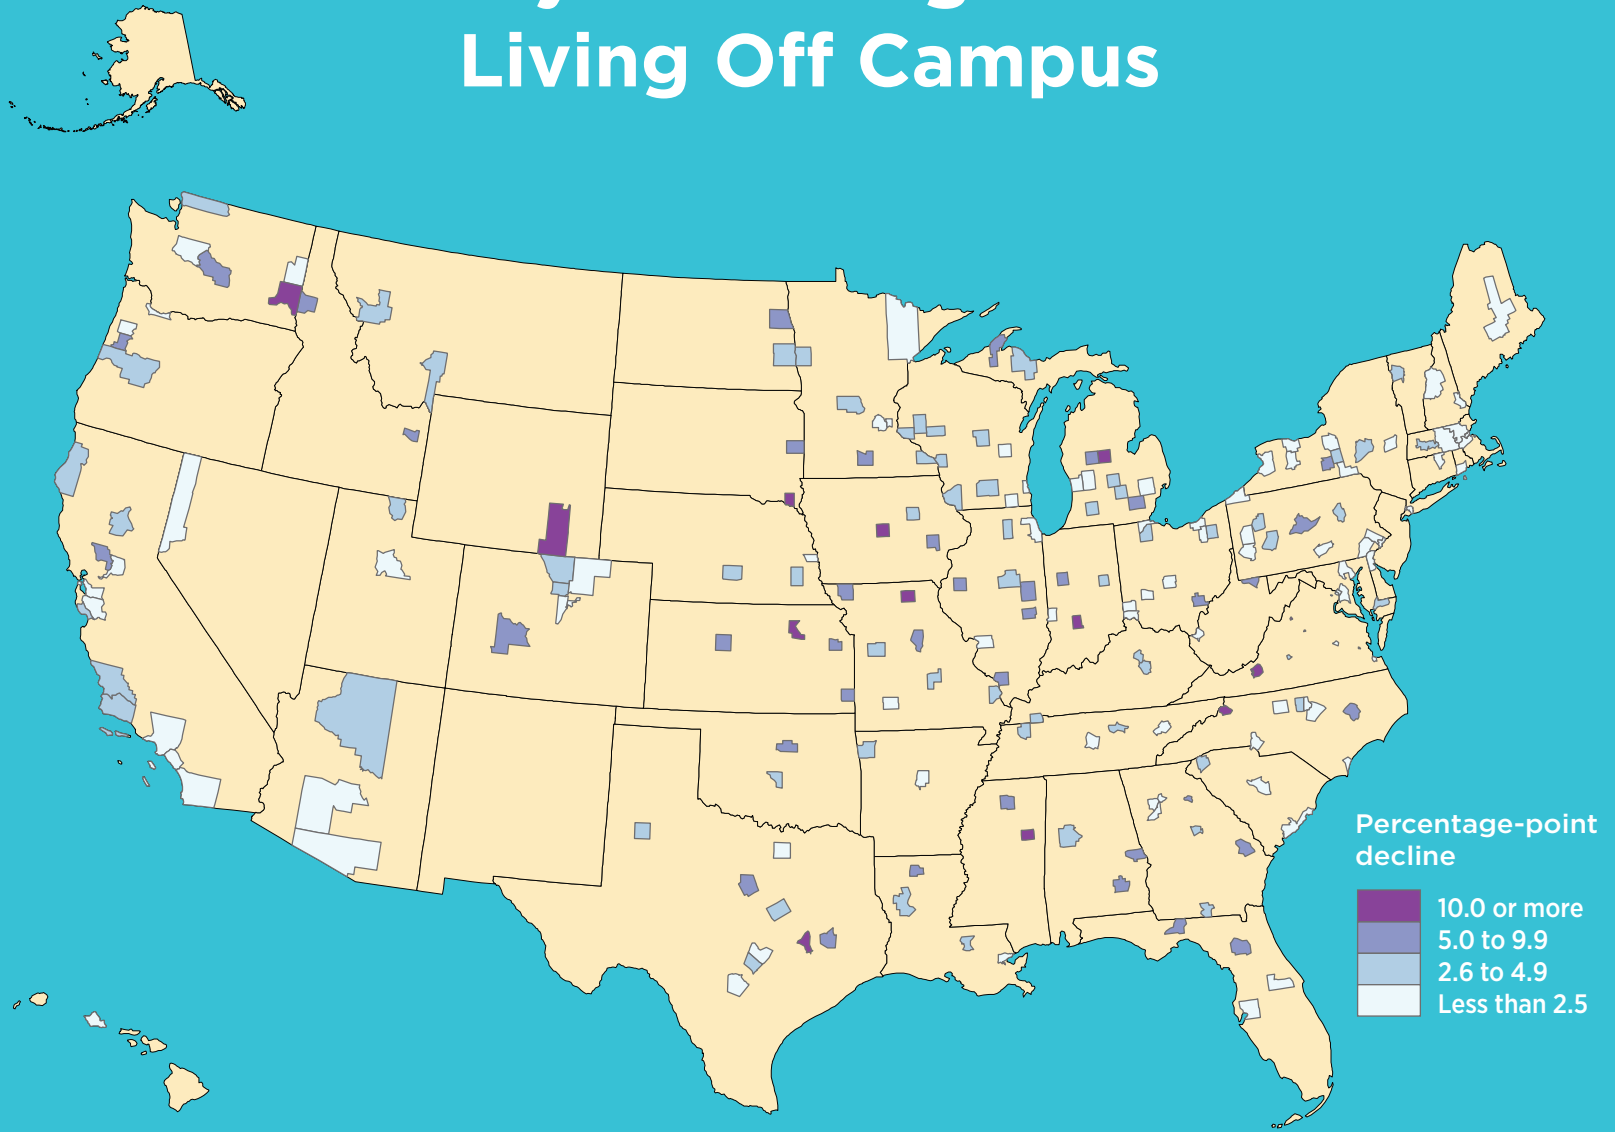 Living Off Campus
Percentage-point
decline
10.0 or more
5.0 to 9.9
2.6 to 4.9
Less than 2.5